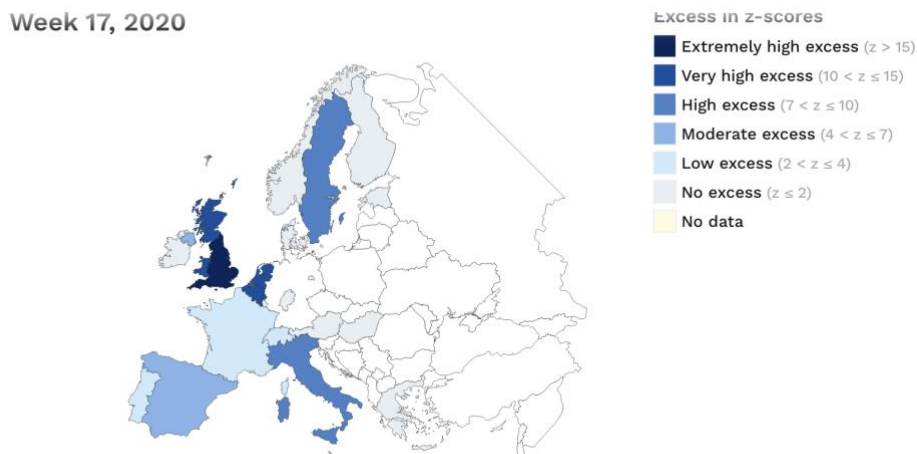 Week 17, 2020
Excess in z-scores
Extremely high excess (z > 15)
Very high excess (10 < z ≤ 15)
High excess (7 < z ≤ 10)
Moderate excess (4 < z ≤ 7)
Low excess (2 < z ≤ 4)
No excess (z ≤ 2)
No data